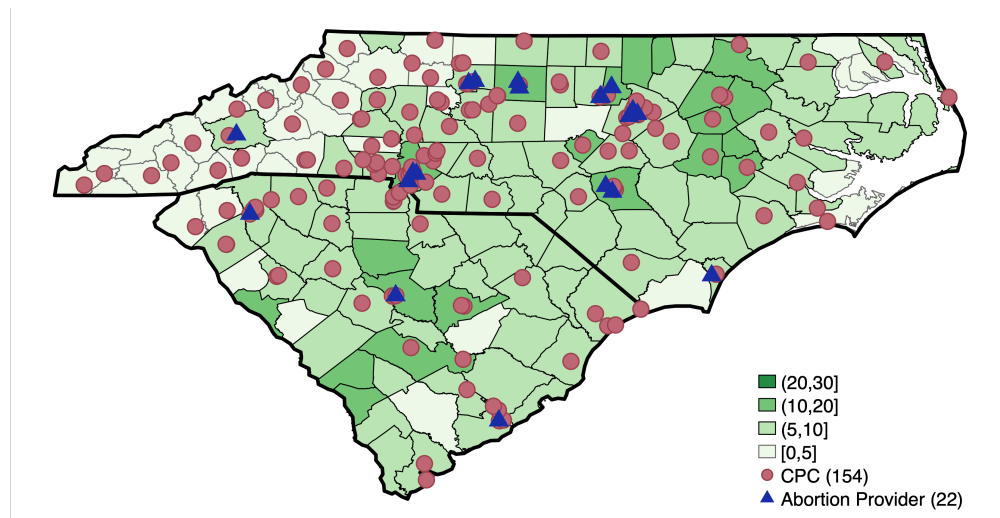 (20,30]
(10,20]
(5,10]
[0,5]
CPC (154)
Abortion Provider (22)